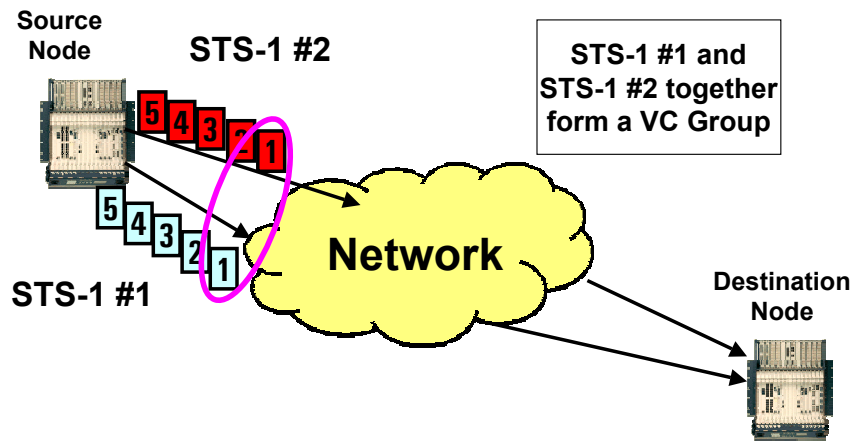 Source
Node
STS-1 #2
STS-1 #1 and
STS-1 #2 together
form a VC Group
5 4 3 2 1
Network
5 4 3 2 1
STS-1 #1
Destination
Node